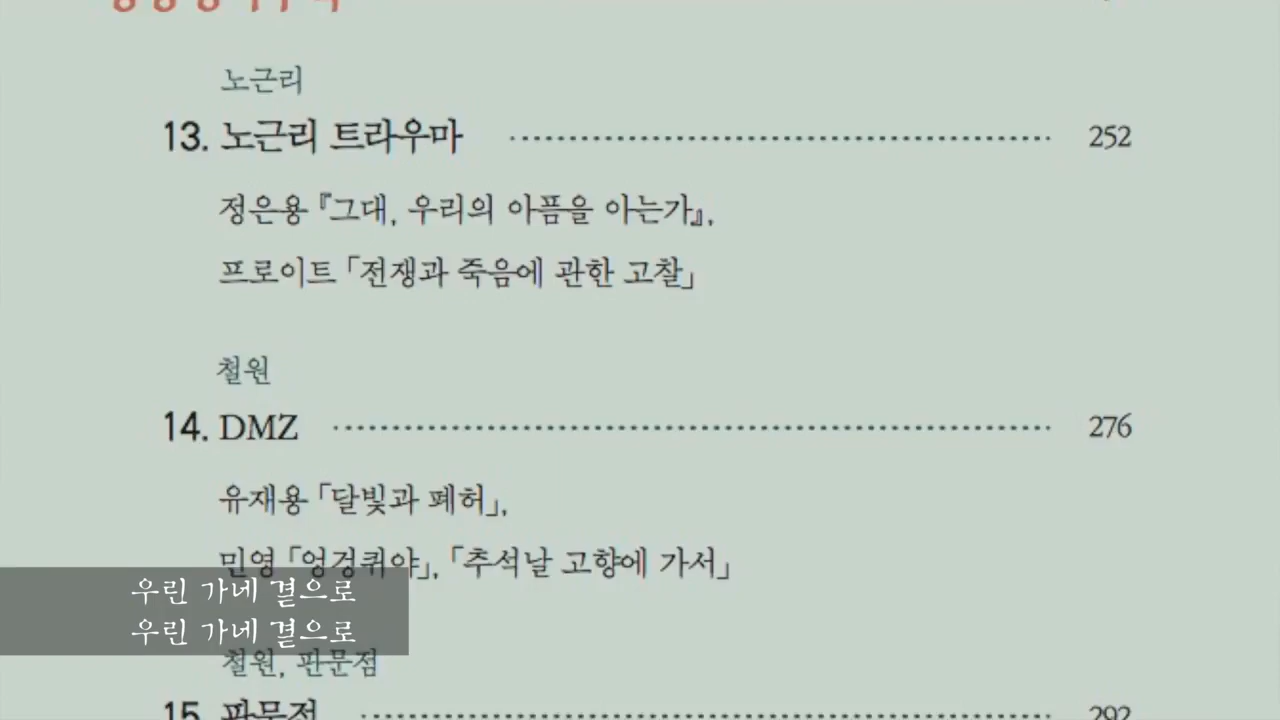 노근리
13. 노근리 트라우마 252
정은용 『그대, 우리의 아픔을 아는가』,
프로이트 「전쟁과 죽음에 관한 고찰」
철원
14. DMZ 276
유재용 「달빛과 폐허」,
민영 「엉겅퀴야」, 「추석날 고향에 가서」
우린 가네 곁으로
우린 가네 곁으로
철원, 판문점
15. 판문점 292